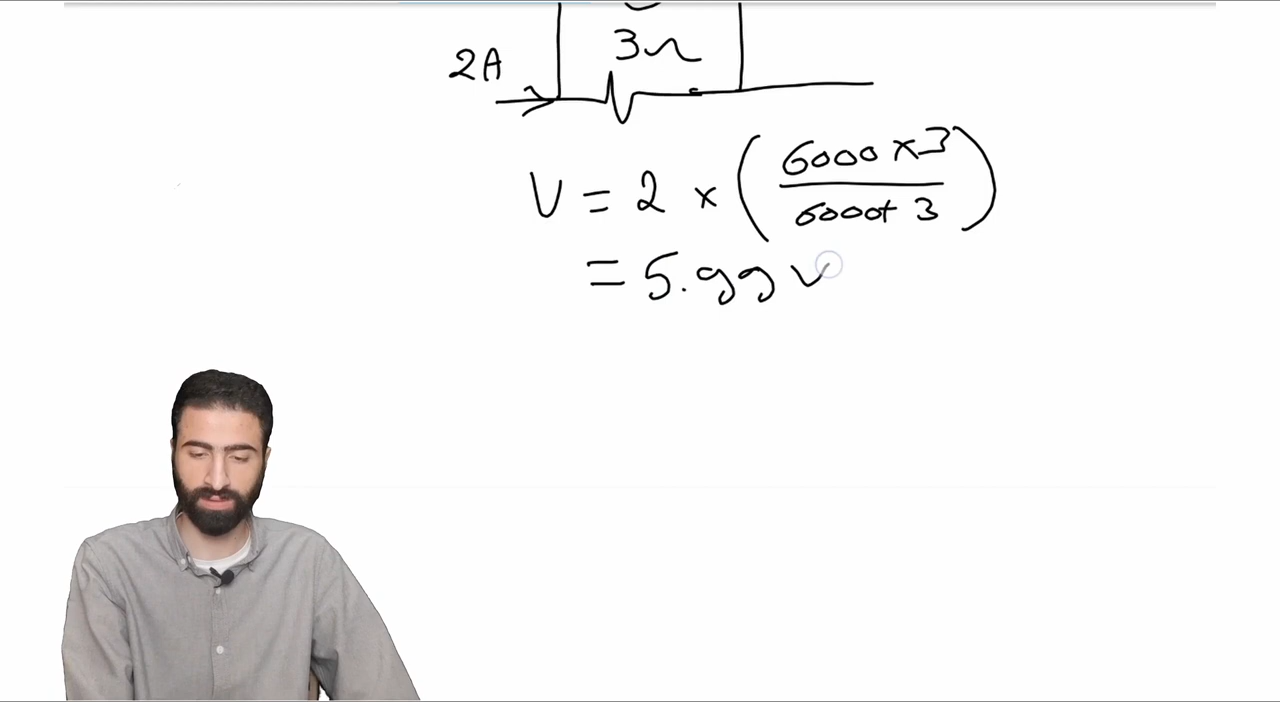 3Ω
2A
V = 2 × (6000 × 3 / 6000 + 3)
= 5.99 V